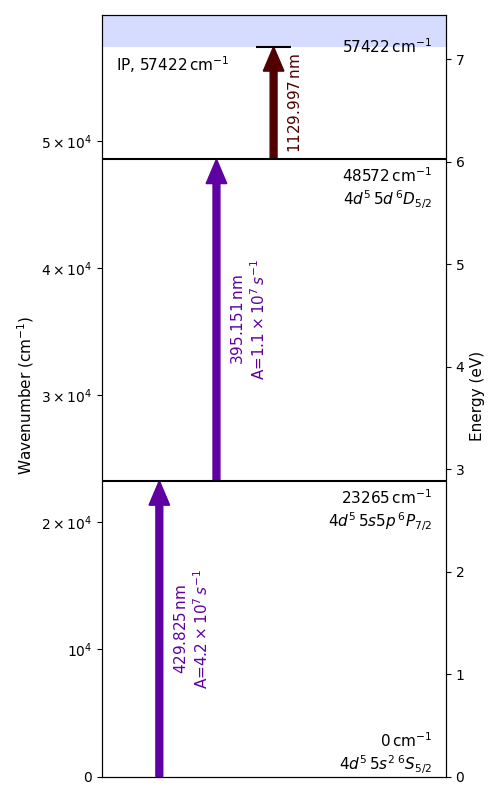 57422 cm⁻¹
IP, 57422 cm⁻¹
1129.997 nm
48572 cm⁻¹
4d⁵ 5d ⁶D₅/₂
395.151 nm
A=1.1 × 10⁷ s⁻¹
23265 cm⁻¹
4d⁵ 5s5p ⁶P₇/₂
429.825 nm
A=4.2 × 10⁷ s⁻¹
0 cm⁻¹
4d⁵ 5s² ⁶S₅/₂
Wavenumber (cm⁻¹)
5 × 10⁴
4 × 10⁴
3 × 10⁴
2 × 10⁴
10⁴
0
Energy (eV)
7
6
5
4
3
2
1
0